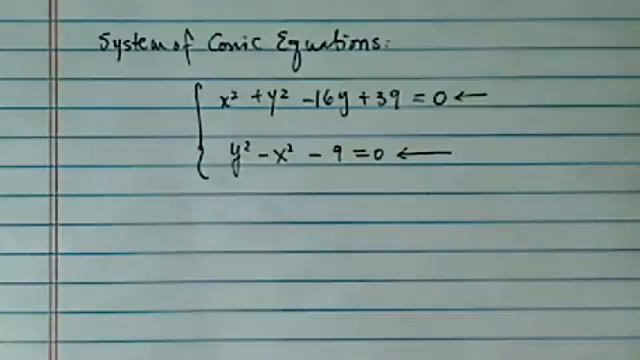 System of Conic Equations:
x² + y² - 16y + 39 = 0 ←
y² - x² - 9 = 0 ←